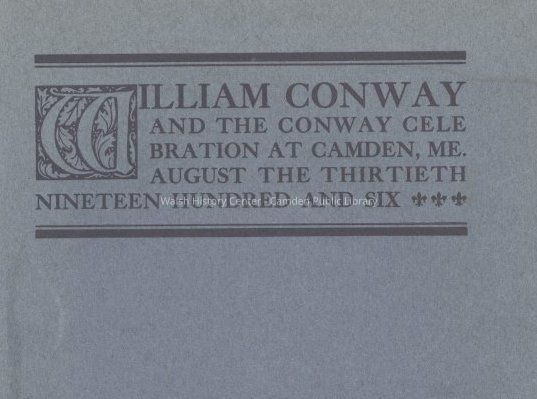 WILLIAM CONWAY
AND THE CONWAY CELE
BRATION AT CAMDEN, ME.
AUGUST THE THIRTIETH
NINETEEN HUNDRED AND SIX
Walsh History Center - Camden Public Library